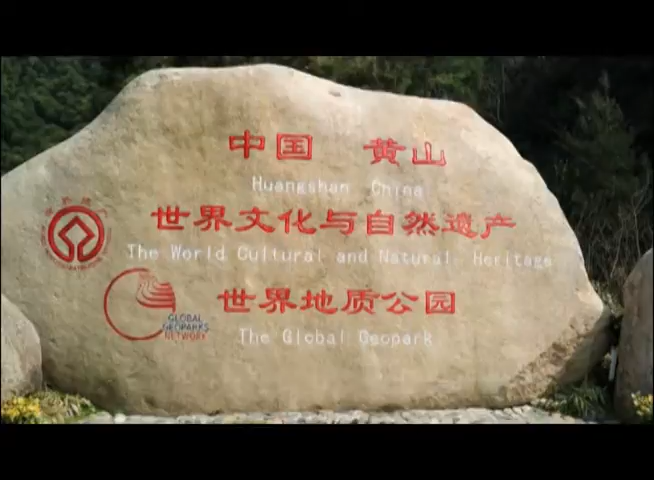 中国 黄山
Huangshan China
世界文化与自然遗产
The World Cultural and Natural Heritage
世界地质公园
GLOBAL
GEOPARKS
NETWORK
The Global Geopark